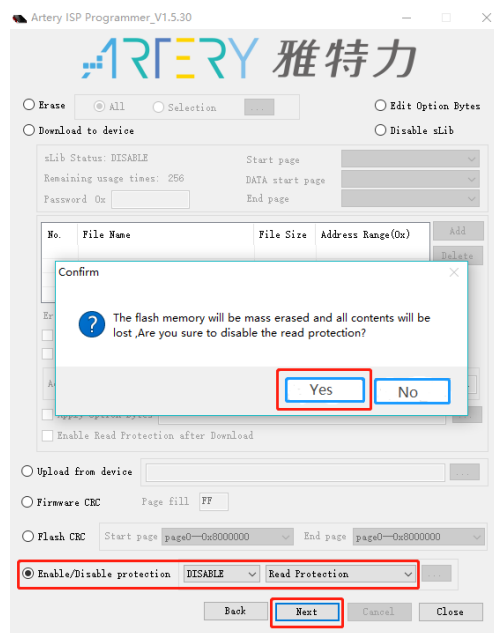 Artery ISP Programmer_V1.5.30
ARTERY 雅特力
Erase All Selection ... Edit Option Bytes
Download to device Disable sLib
sLib Status: DISABLE Start page
Remaining usage times: 256 DATA start page
Password 0x End page
No. File Name File Size Address Range(0x) Add
Delete
Confirm
The flash memory will be mass erased and all contents will be
lost ,Are you sure to disable the read protection?
Er
Yes No
A
Apply Option Bytes
Enable Read Protection after Download
Upload from device ...
Firmware CRC Page fill FF
Flash CRC Start page page0——0x8000000 End page page0——0x8000000
Enable/Disable protection DISABLE Read Protection ...
Back Next Cancel Close